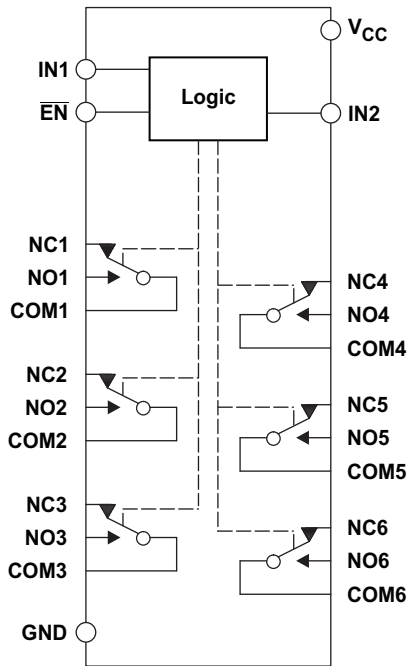 VCC
IN1
Logic
EN
IN2
NC1
NO1
COM1
NC4
NO4
COM4
NC2
NO2
COM2
NC5
NO5
COM5
NC3
NO3
COM3
NC6
NO6
COM6
GND